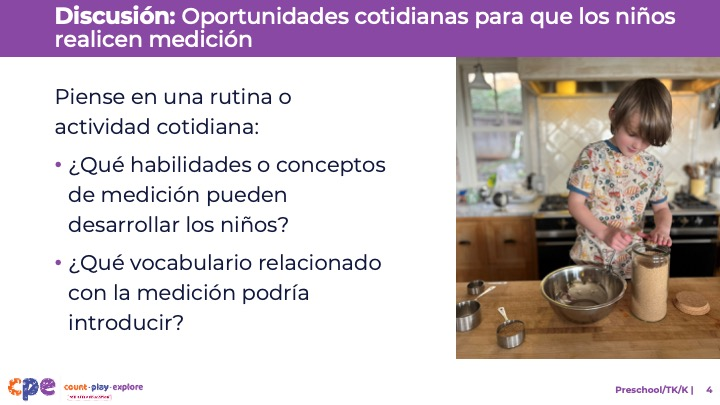 Discusión: Oportunidades cotidianas para que los niños
realicen medición
Piense en una rutina o
actividad cotidiana:
• ¿Qué habilidades o conceptos
de medición pueden
desarrollar los niños?
• ¿Qué vocabulario relacionado
con la medición podría
introducir?
cpe count·play·explore
Preschool/TK/K | 4